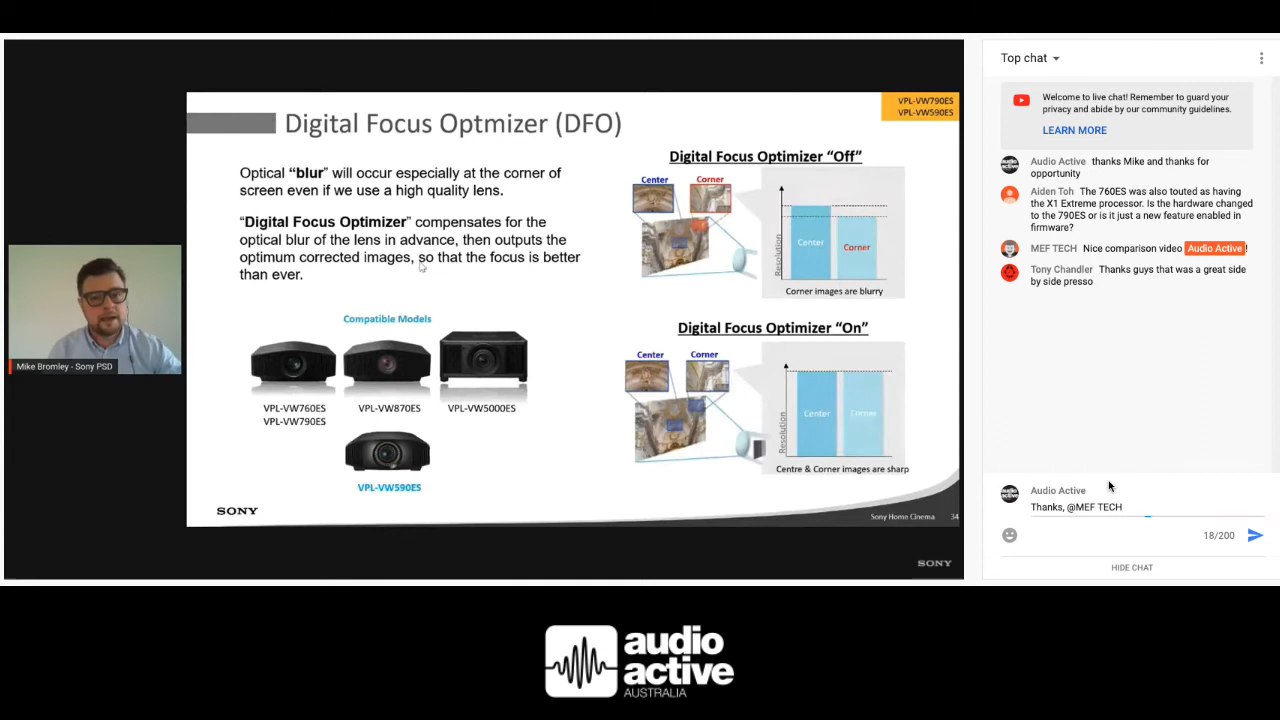 VPL-VW790ES
VPL-VW590ES
Digital Focus Optmizer (DFO)
Optical “blur” will occur especially at the corner of
screen even if we use a high quality lens.
“Digital Focus Optimizer” compensates for the
optical blur of the lens in advance, then outputs the
optimum corrected images, so that the focus is better
than ever.
Compatible Models
VPL-VW760ES
VPL-VW790ES
VPL-VW870ES
VPL-VW5000ES
VPL-VW590ES
Digital Focus Optimizer “Off”
Center
Corner
Resolution
Center
Corner
Corner images are blurry
Digital Focus Optimizer “On”
Center
Corner
Resolution
Center
Corner
Centre & Corner images are sharp
SONY
Sony Home Cinema
34
SONY
Mike Bromley - Sony PSD
Top chat
Welcome to live chat! Remember to guard your
privacy and abide by our community guidelines.
LEARN MORE
Audio Active thanks Mike and thanks for
opportunity
Aiden Toh The 760ES was also touted as having
the X1 Extreme processor. Is the hardware changed
to the 790ES or is it just a new feature enabled in
firmware?
MEF TECH Nice comparison video Audio Active !
Tony Chandler Thanks guys that was a great side
by side presso
Audio Active
Thanks, @MEF TECH
18/200
HIDE CHAT
audio
active
AUSTRALIA